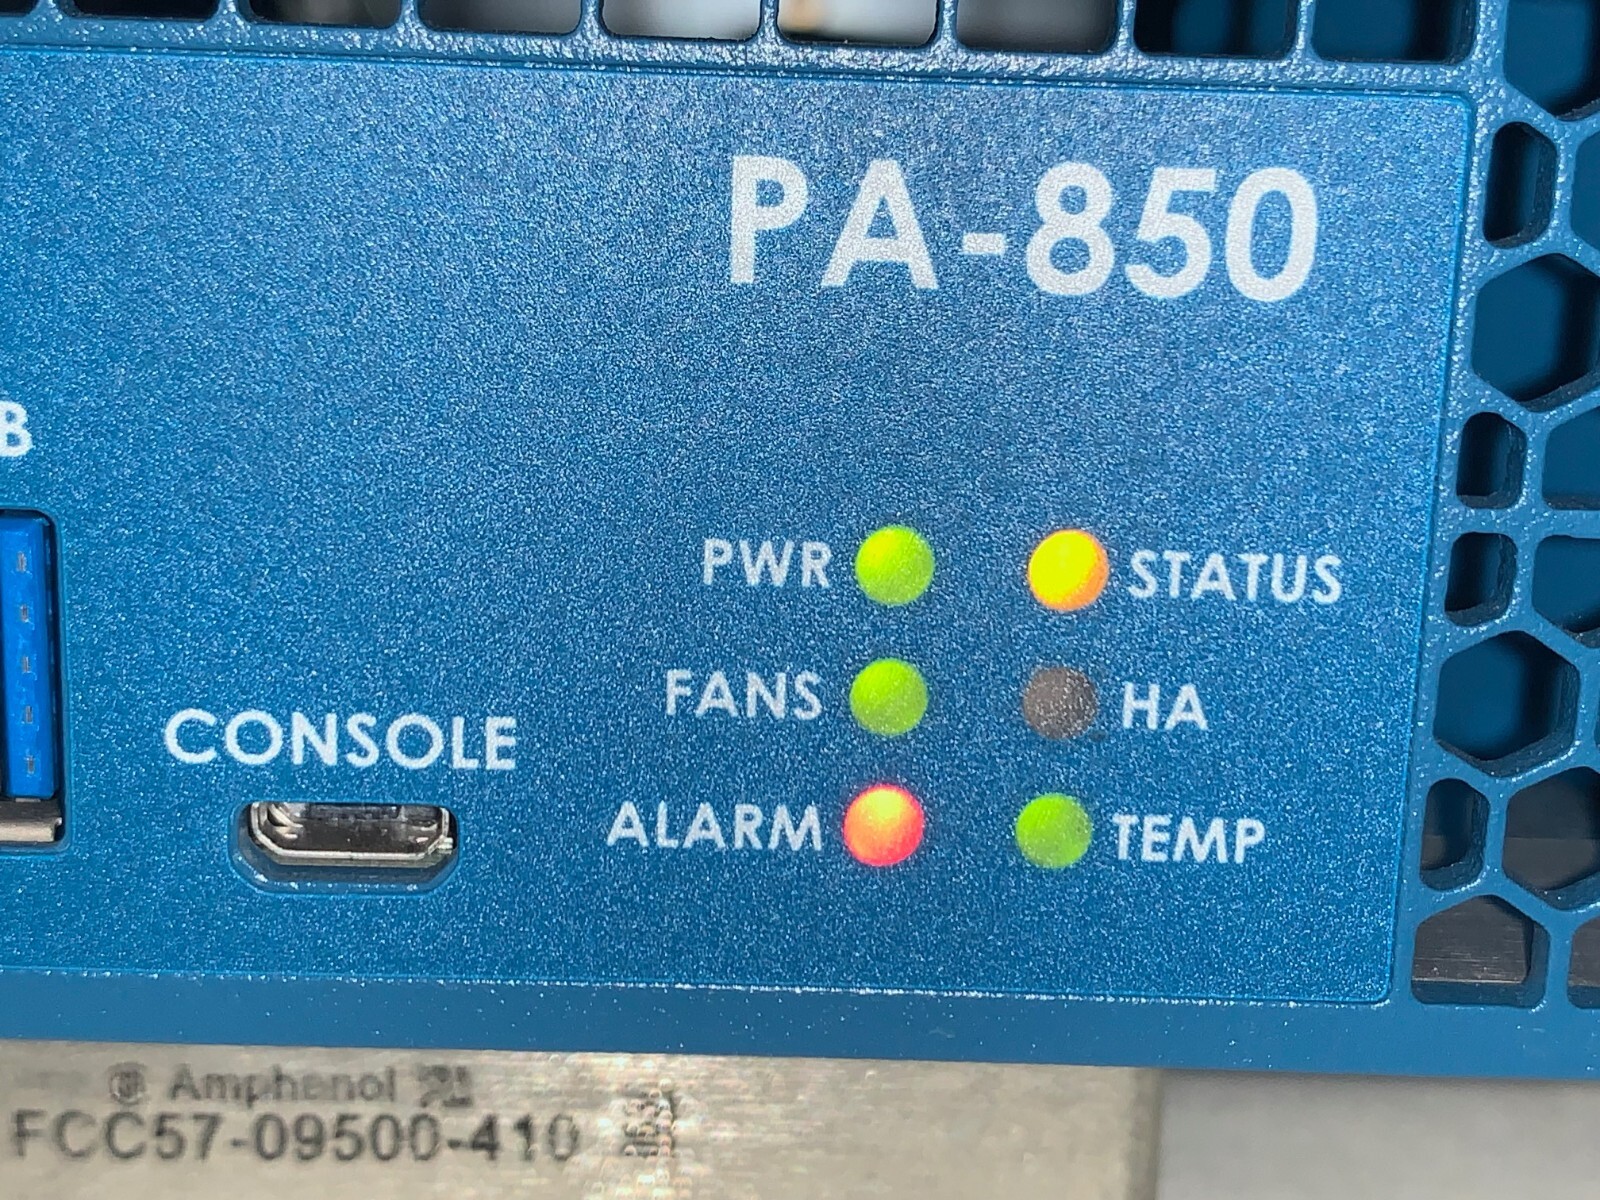 PA-850
B
PWR STATUS
FANS HA
CONSOLE
ALARM TEMP
Amphenol
FCC57-09500-410